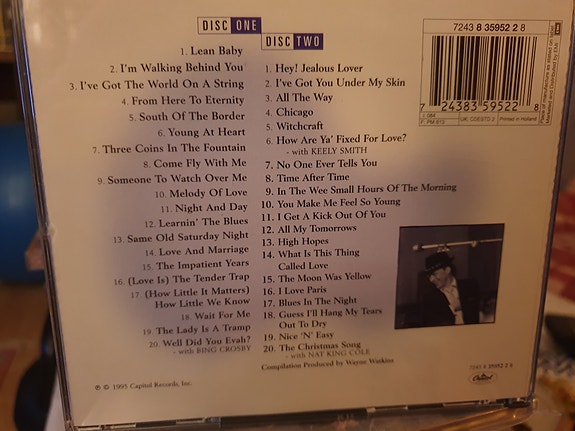 DISC ONE
1. Lean Baby
2. I'm Walking Behind You
3. I've Got The World On A String
4. From Here To Eternity
5. South Of The Border
6. Young At Heart
7. Three Coins In The Fountain
8. Come Fly With Me
9. Someone To Watch Over Me
10. Melody Of Love
11. Night And Day
12. Learnin' The Blues
13. Same Old Saturday Night
14. Love And Marriage
15. The Impatient Years
16. (Love Is) The Tender Trap
17. (How Little It Matters)
How Little We Know
18. Wait For Me
19. The Lady Is A Tramp
20. Well Did You Evah?
- with BING CROSBY
℗ © 1995 Capitol Records, Inc.
DISC TWO
1. Hey! Jealous Lover
2. I've Got You Under My Skin
3. All The Way
4. Chicago
5. Witchcraft
6. How Are Ya' Fixed For Love?
- with KEELY SMITH
7. No One Ever Tells You
8. Time After Time
9. In The Wee Small Hours Of The Morning
10. You Make Me Feel So Young
11. I Get A Kick Out Of You
12. All My Tomorrows
13. High Hopes
14. What Is This Thing
Called Love
15. The Moon Was Yellow
16. I Love Paris
17. Blues In The Night
18. Guess I'll Hang My Tears
Out To Dry
19. Nice 'N' Easy
20. The Christmas Song
- with NAT KING COLE
Compilation Produced by Wayne Watkins
7243 8 35952 2 8
7 24383 59522 8
Printed in Holland
7243 8 35952 2 8
Capitol